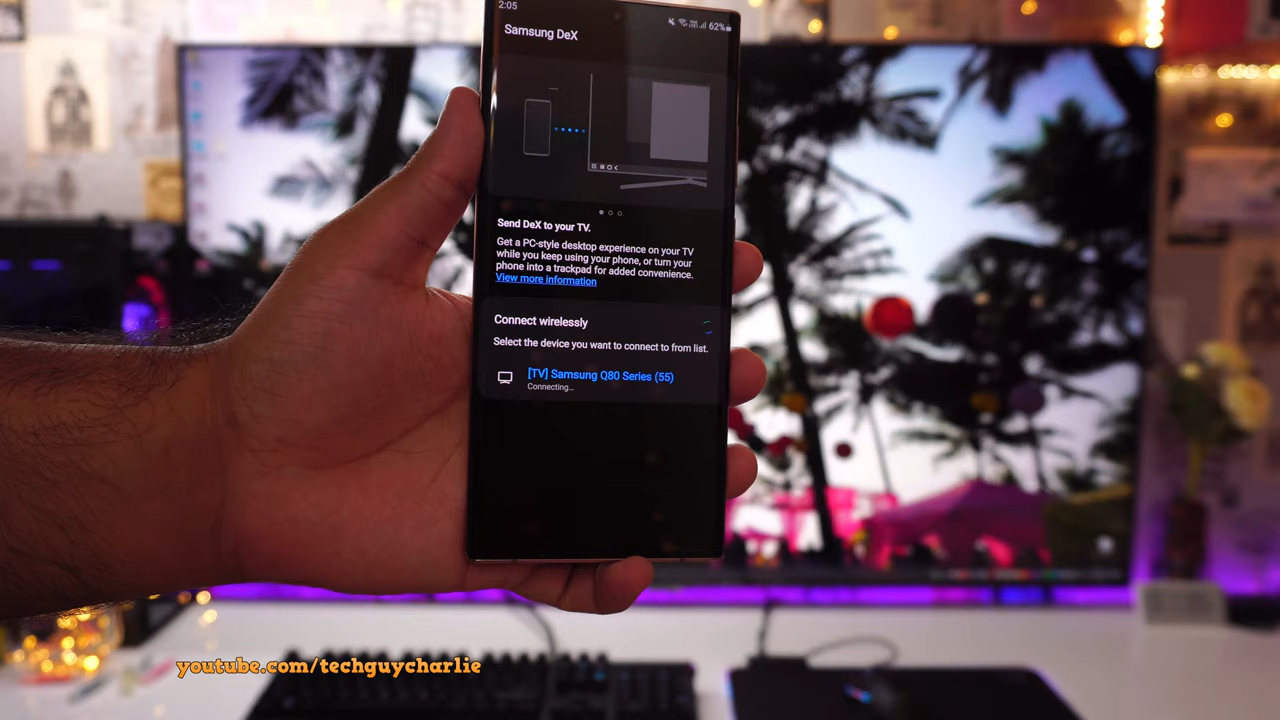 2:05
62%
Samsung DeX
Send DeX to your TV.
Get a PC-style desktop experience on your TV
while you keep using your phone, or turn your
phone into a trackpad for added convenience.
View more information
Connect wirelessly
Select the device you want to connect to from list.
[TV] Samsung Q80 Series (55)
Connecting...
youtube.com/techguycharlie